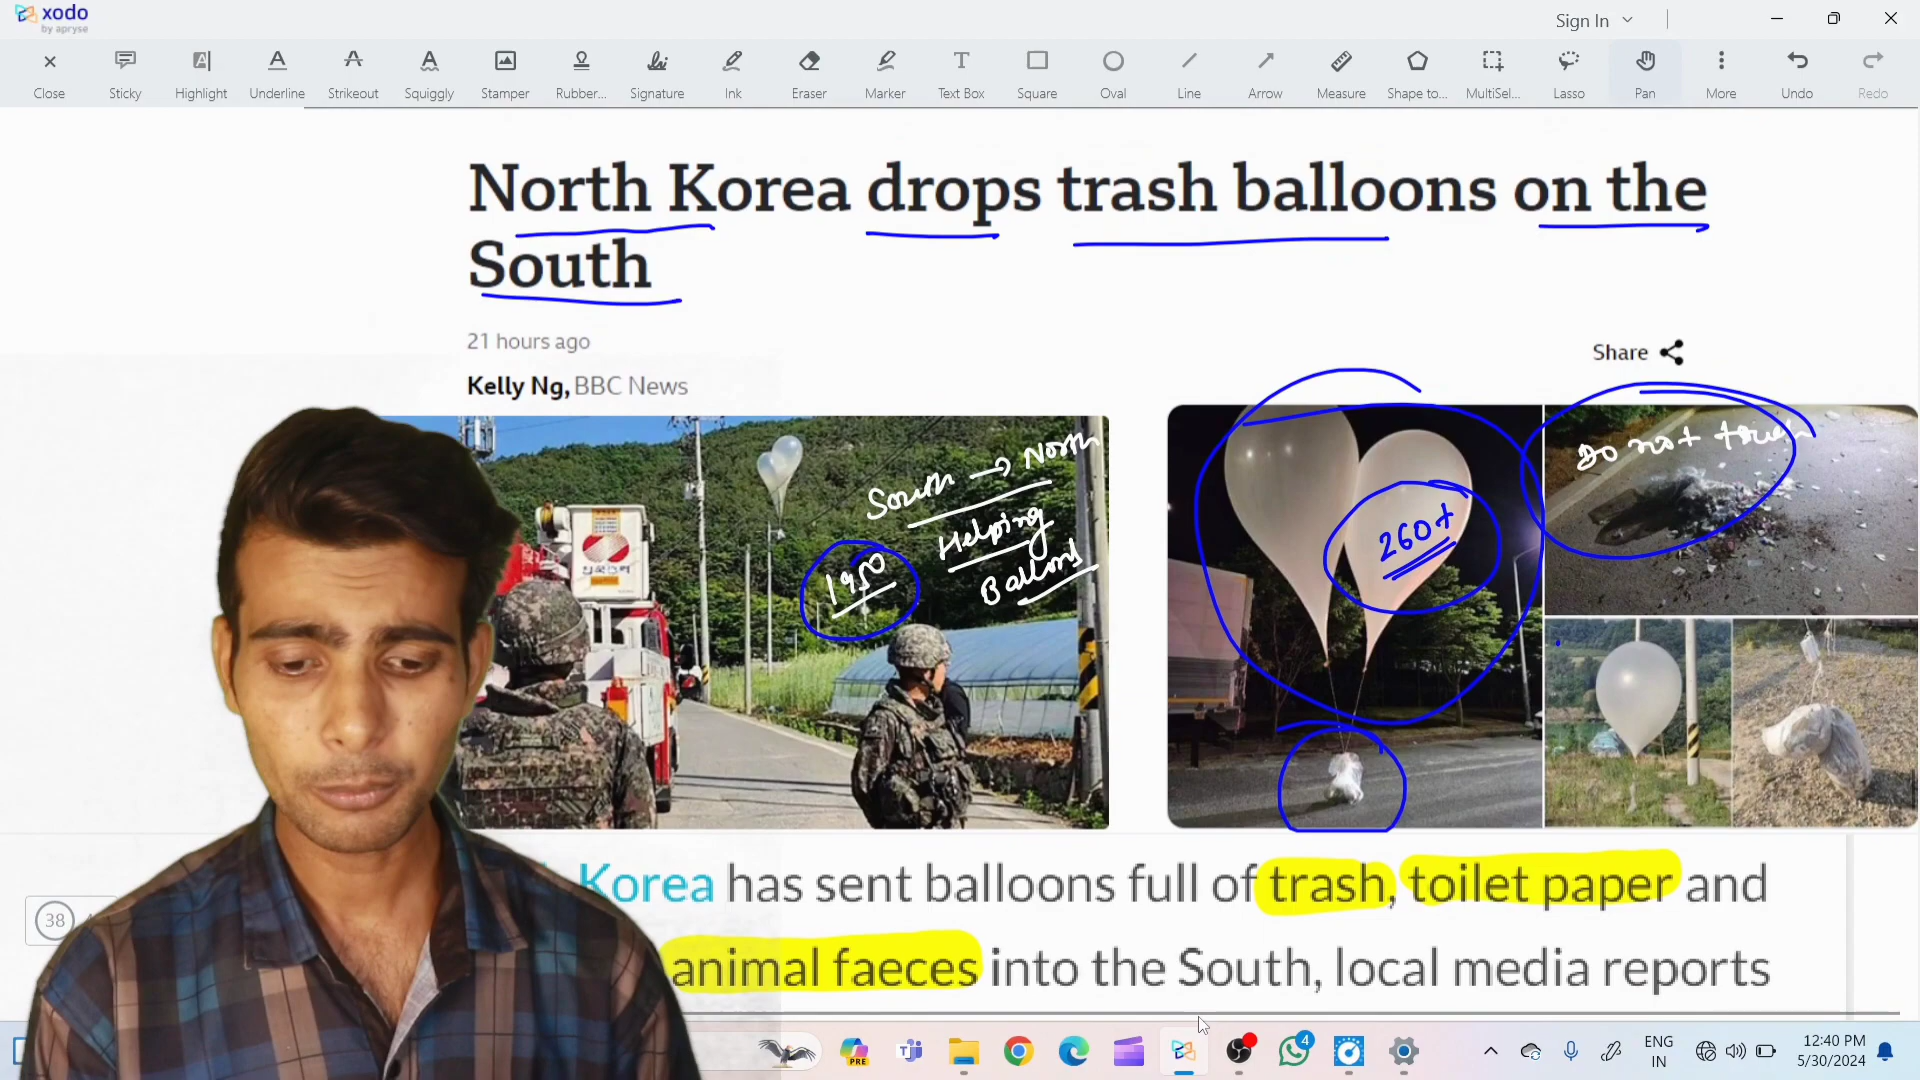 xodo
by apryse
Sign In
Close
Sticky
Highlight
Underline
Strikeout
Squiggly
Stamper
Rubber...
Signature
Ink
Eraser
Marker
Text Box
Square
Oval
Line
Arrow
Measure
Shape to...
MultiSel...
Lasso
Pan
More
Undo
Redo
North Korea drops trash balloons on the
South
21 hours ago
Share
Kelly Ng, BBC News
South → North
Helping
Ballons
1950
260+
Do not touch
Korea has sent balloons full of trash, toilet paper and
animal faeces into the South, local media reports
38
PRE
4
ENG
IN
12:40 PM
5/30/2024